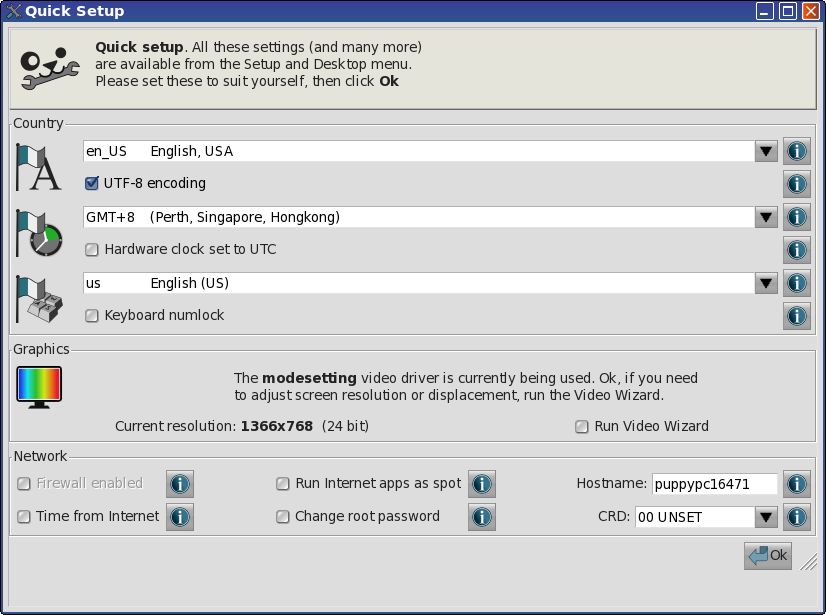 Quick Setup
Quick setup. All these settings (and many more)
are available from the Setup and Desktop menu.
Please set these to suit yourself, then click Ok
Country
en_US English, USA
UTF-8 encoding
GMT+8 (Perth, Singapore, Hongkong)
Hardware clock set to UTC
us English (US)
Keyboard numlock
Graphics
The modesetting video driver is currently being used. Ok, if you need
to adjust screen resolution or displacement, run the Video Wizard.
Current resolution: 1366x768 (24 bit) Run Video Wizard
Network
Firewall enabled Run Internet apps as spot Hostname: puppypc16471
Time from Internet Change root password CRD: 00 UNSET
Ok